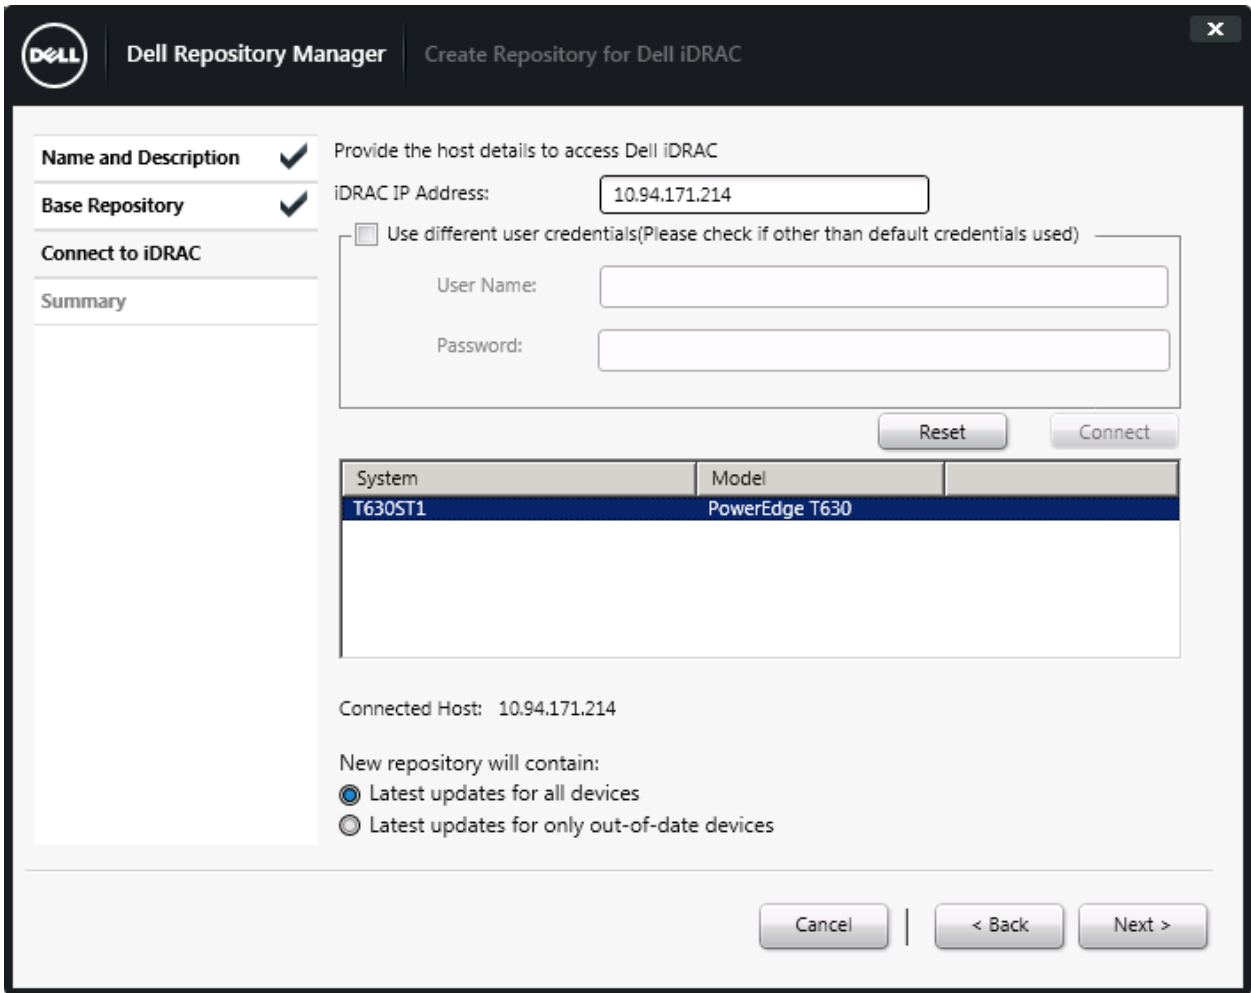 DELL
Dell Repository Manager
Create Repository for Dell iDRAC
x
Name and Description
Base Repository
Connect to iDRAC
Summary
Provide the host details to access Dell iDRAC
iDRAC IP Address: 10.94.171.214
Use different user credentials(Please check if other than default credentials used)
User Name:
Password:
Reset Connect
System Model
T630ST1 PowerEdge T630
Connected Host: 10.94.171.214
New repository will contain:
Latest updates for all devices
Latest updates for only out-of-date devices
Cancel | < Back Next >